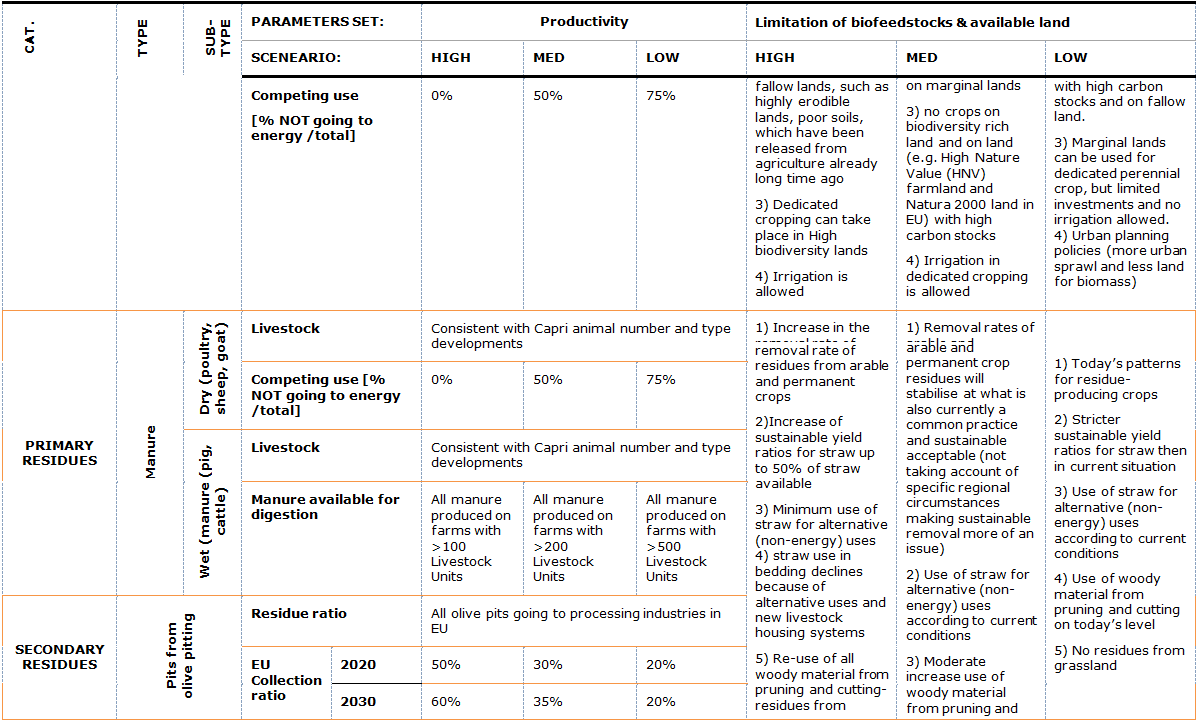 CAT.
TYPE
SUB-
TYPE
PARAMETERS SET:
Productivity
Limitation of biofeedstocks & available land
SCENEARIO:
HIGH
MED
LOW
HIGH
MED
LOW
Competing use
[% NOT going to
energy /total]
0%
50%
75%
fallow lands, such as
highly erodible
lands, poor soils,
which have been
released from
agriculture already
long time ago
3) Dedicated
cropping can take
place in High
biodiversity lands
4) Irrigation is
allowed
on marginal lands
3) no crops on
biodiversity rich
land and on land
(e.g. High Nature
Value (HNV)
farmland and
Natura 2000 land in
EU) with high
carbon stocks
4) Irrigation in
dedicated cropping
is allowed
with high carbon
stocks and on fallow
land.
3) Marginal lands
can be used for
dedicated perennial
crop, but limited
investments and no
irrigation allowed.
4) Urban planning
policies (more urban
sprawl and less land
for biomass)
PRIMARY
RESIDUES
Manure
Dry (poultry,
sheep, goat)
Livestock
Consistent with Capri animal number and type
developments
Competing use [%
NOT going to energy
/total]
0%
50%
75%
Wet (manure (pig,
cattle)
Livestock
Consistent with Capri animal number and type
developments
Manure available for
digestion
All manure
produced on
farms with
>100
Livestock
Units
All manure
produced on
farms with
>200
Livestock
Units
All manure
produced on
farms with
>500
Livestock
Units
1) Increase in the
removal rate of
removal rate of
residues from arable
and permanent
crops
2)Increase of
sustainable yield
ratios for straw up
to 50% of straw
available
3) Minimum use of
straw for alternative
(non-energy) uses
4) straw use in
bedding declines
because of
alternative uses and
new livestock
housing systems
5) Re-use of all
woody material from
pruning and cutting-
residues from
1) Removal rates of
arable and
arable and
permanent crop
residues will
stabilise at what is
also currently a
common practice
and sustainable
acceptable (not
taking account of
specific regional
circumstances
making sustainable
removal more of an
issue)
2) Use of straw for
alternative (non-
energy) uses
according to current
conditions
3) Moderate
increase use of
woody material
from pruning and
1) Today's patterns
for residue-
producing crops
2) Stricter
sustainable yield
ratios for straw then
in current situation
3) Use of straw for
alternative (non-
energy) uses
according to current
conditions
4) Use of woody
material from
pruning and cutting
on today's level
5) No residues from
grassland
SECONDARY
RESIDUES
Pits from
olive pitting
Residue ratio
All olive pits going to processing industries in
EU
EU
Collection
ratio
2020
50%
30%
20%
2030
60%
35%
20%